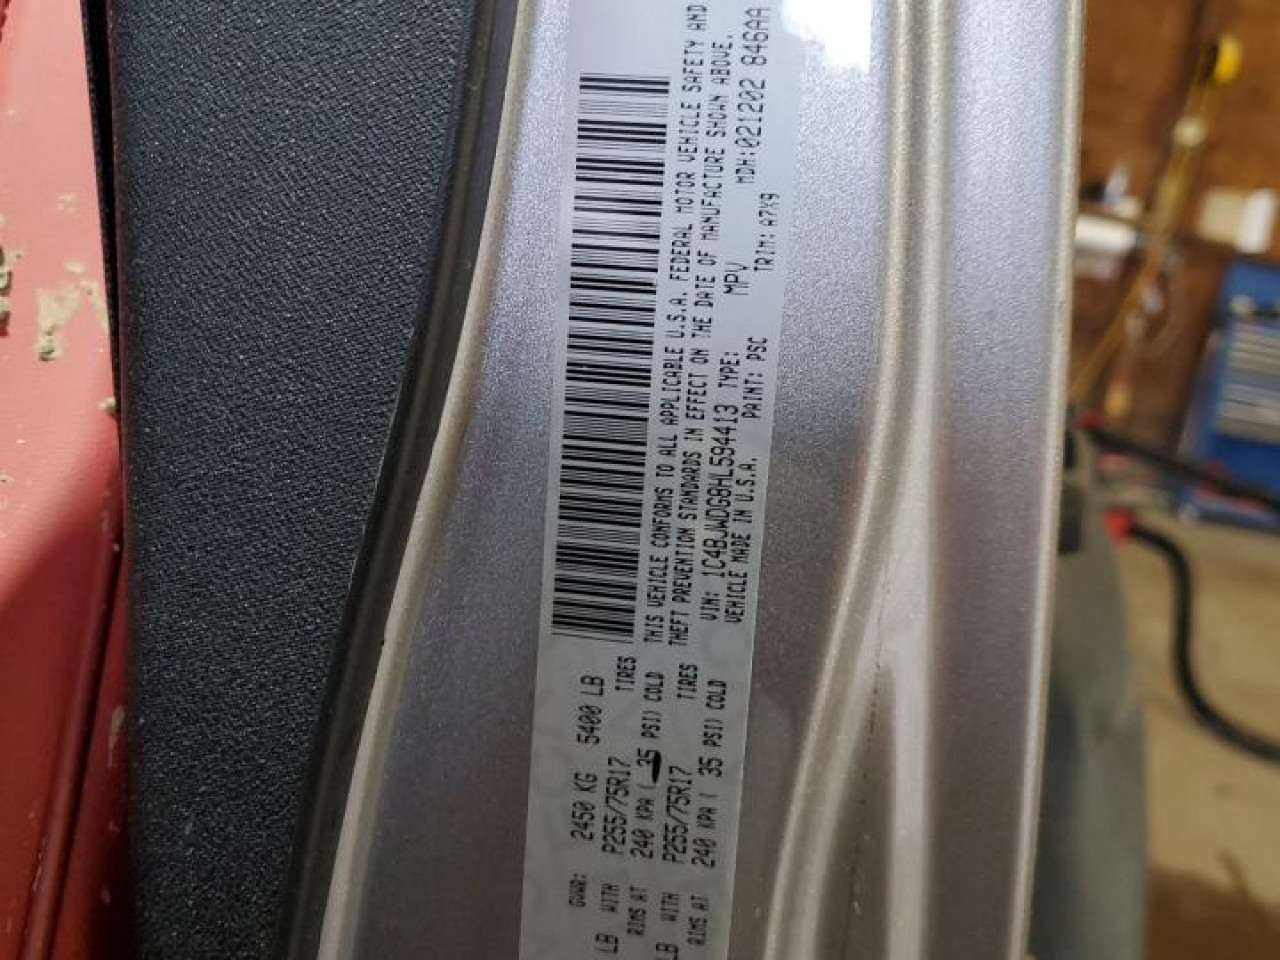 GVWR: 2450 KG 5400 LB
LB WITH P255/75R17 TIRES
RIMS AT 240 KPA ( 35 PSI) COLD
LB WITH P255/75R17 TIRES
RIMS AT 240 KPA ( 35 PSI) COLD
THIS VEHICLE CONFORMS TO ALL APPLICABLE U.S.A. FEDERAL MOTOR VEHICLE SAFETY AND
THEFT PREVENTION STANDARDS IN EFFECT ON THE DATE OF MANUFACTURE SHOWN ABOVE.
VIN: 1C4BJWDG8HL594413 TYPE: MPV MDH:021202 846AA
VEHICLE MADE IN U.S.A. PAINT: PSC TRIM: A7X9